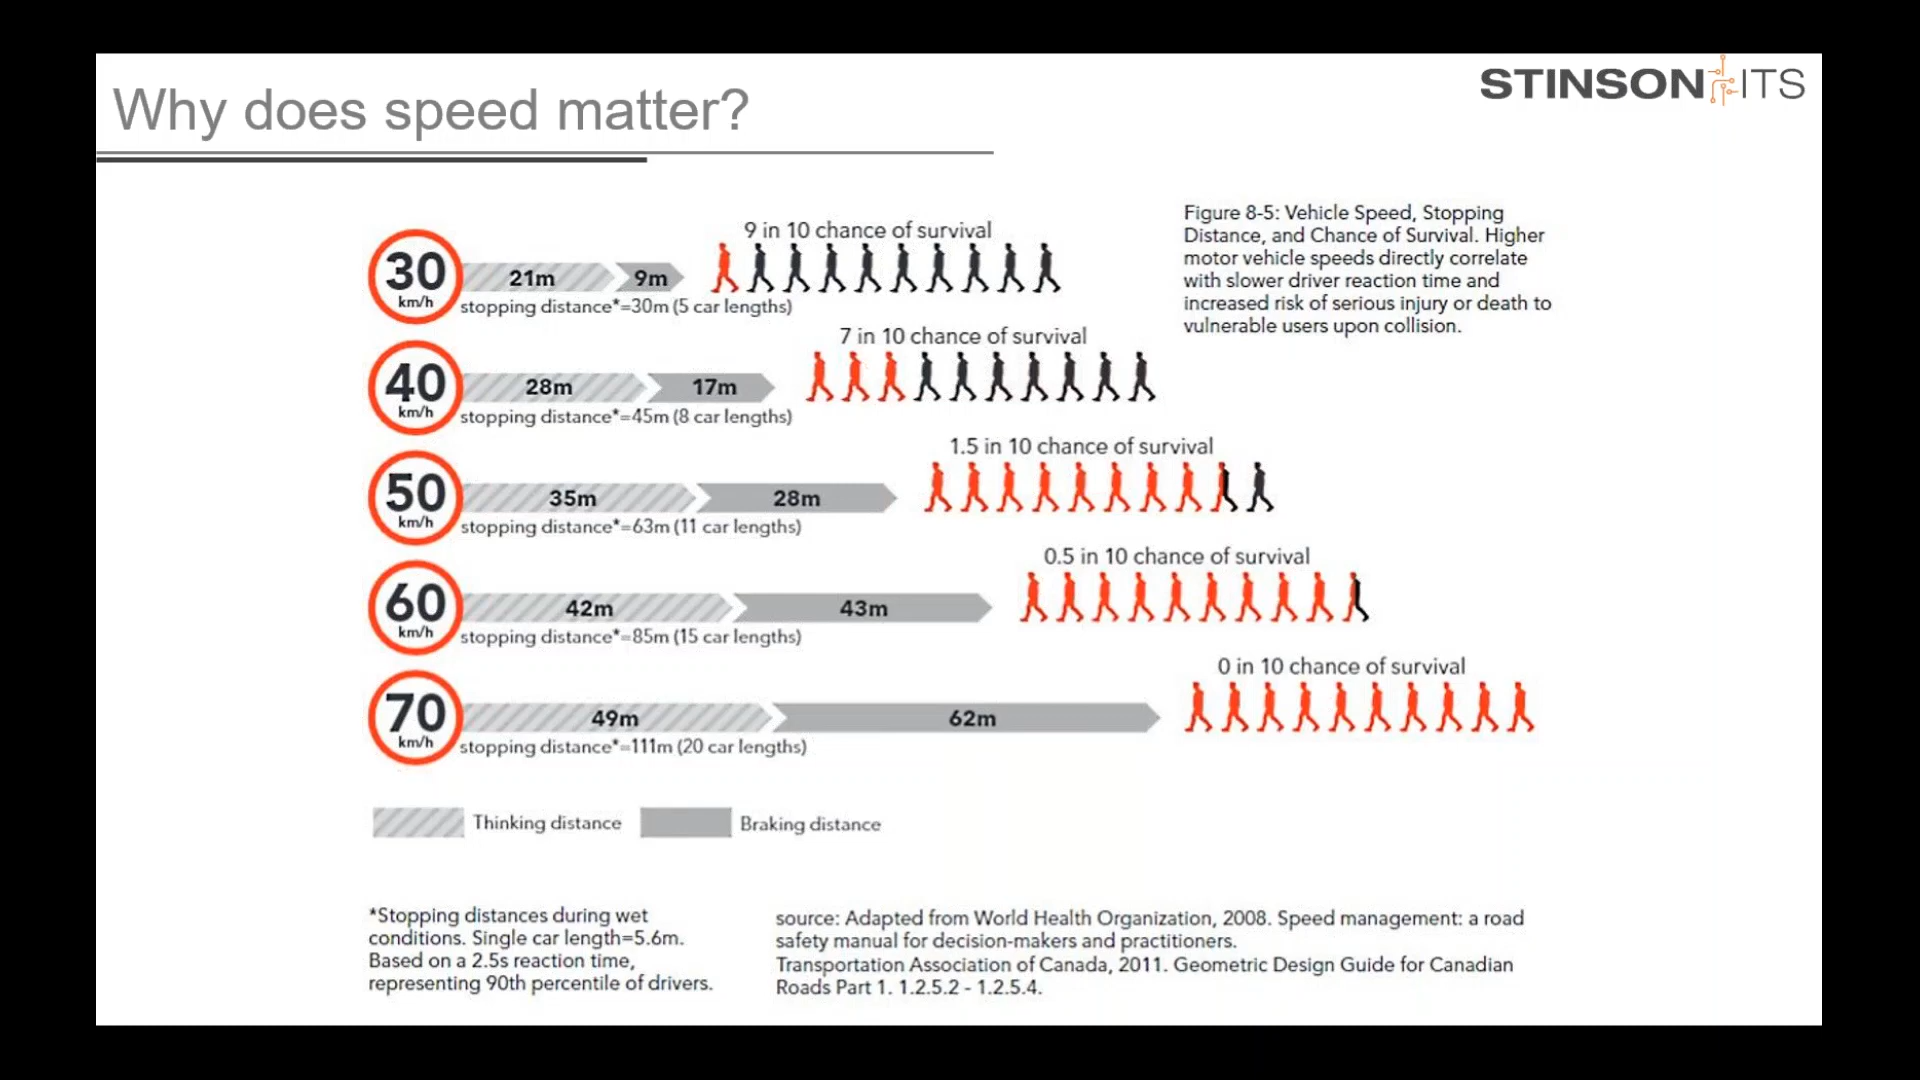 Why does speed matter?
STINSON ITS
9 in 10 chance of survival
30
km/h
21m
9m
stopping distance*=30m (5 car lengths)
Figure 8-5: Vehicle Speed, Stopping
Distance, and Chance of Survival. Higher
motor vehicle speeds directly correlate
with slower driver reaction time and
increased risk of serious injury or death to
vulnerable users upon collision.
7 in 10 chance of survival
40
km/h
28m
17m
stopping distance*=45m (8 car lengths)
1.5 in 10 chance of survival
50
km/h
35m
28m
stopping distance*=63m (11 car lengths)
0.5 in 10 chance of survival
60
km/h
42m
43m
stopping distance*=85m (15 car lengths)
0 in 10 chance of survival
70
km/h
49m
62m
stopping distance*=111m (20 car lengths)
Thinking distance
Braking distance
*Stopping distances during wet
conditions. Single car length=5.6m.
Based on a 2.5s reaction time,
representing 90th percentile of drivers.
source: Adapted from World Health Organization, 2008. Speed management: a road
safety manual for decision-makers and practitioners.
Transportation Association of Canada, 2011. Geometric Design Guide for Canadian
Roads Part 1. 1.2.5.2 - 1.2.5.4.